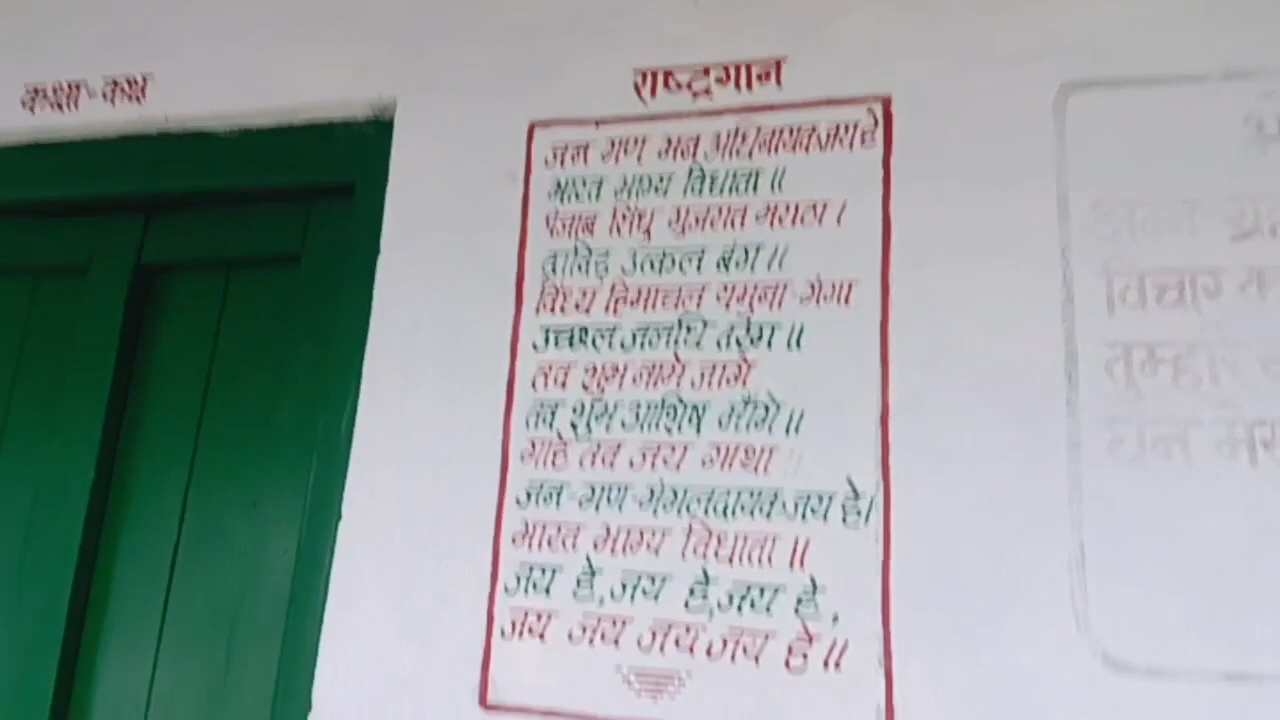 कक्षा-कक्ष
राष्ट्रगान
जन गण मन अधिनायक जय हे
भारत भाग्य विधाता॥
पंजाब सिंधु गुजरात मराठा।
द्राविड़ उत्कल बंग॥
विंध्य हिमाचल यमुना-गंगा
उच्छल जलधि तरंग॥
तव शुभ नामे जागे
तव शुभ आशिष माँगे॥
गाहे तव जय गाथा
जन-गण-मंगलदायक जय हे।
भारत भाग्य विधाता॥
जय हे, जय हे, जय हे,
जय जय जय जय हे॥
अन्न
विचार
तुम्हारे